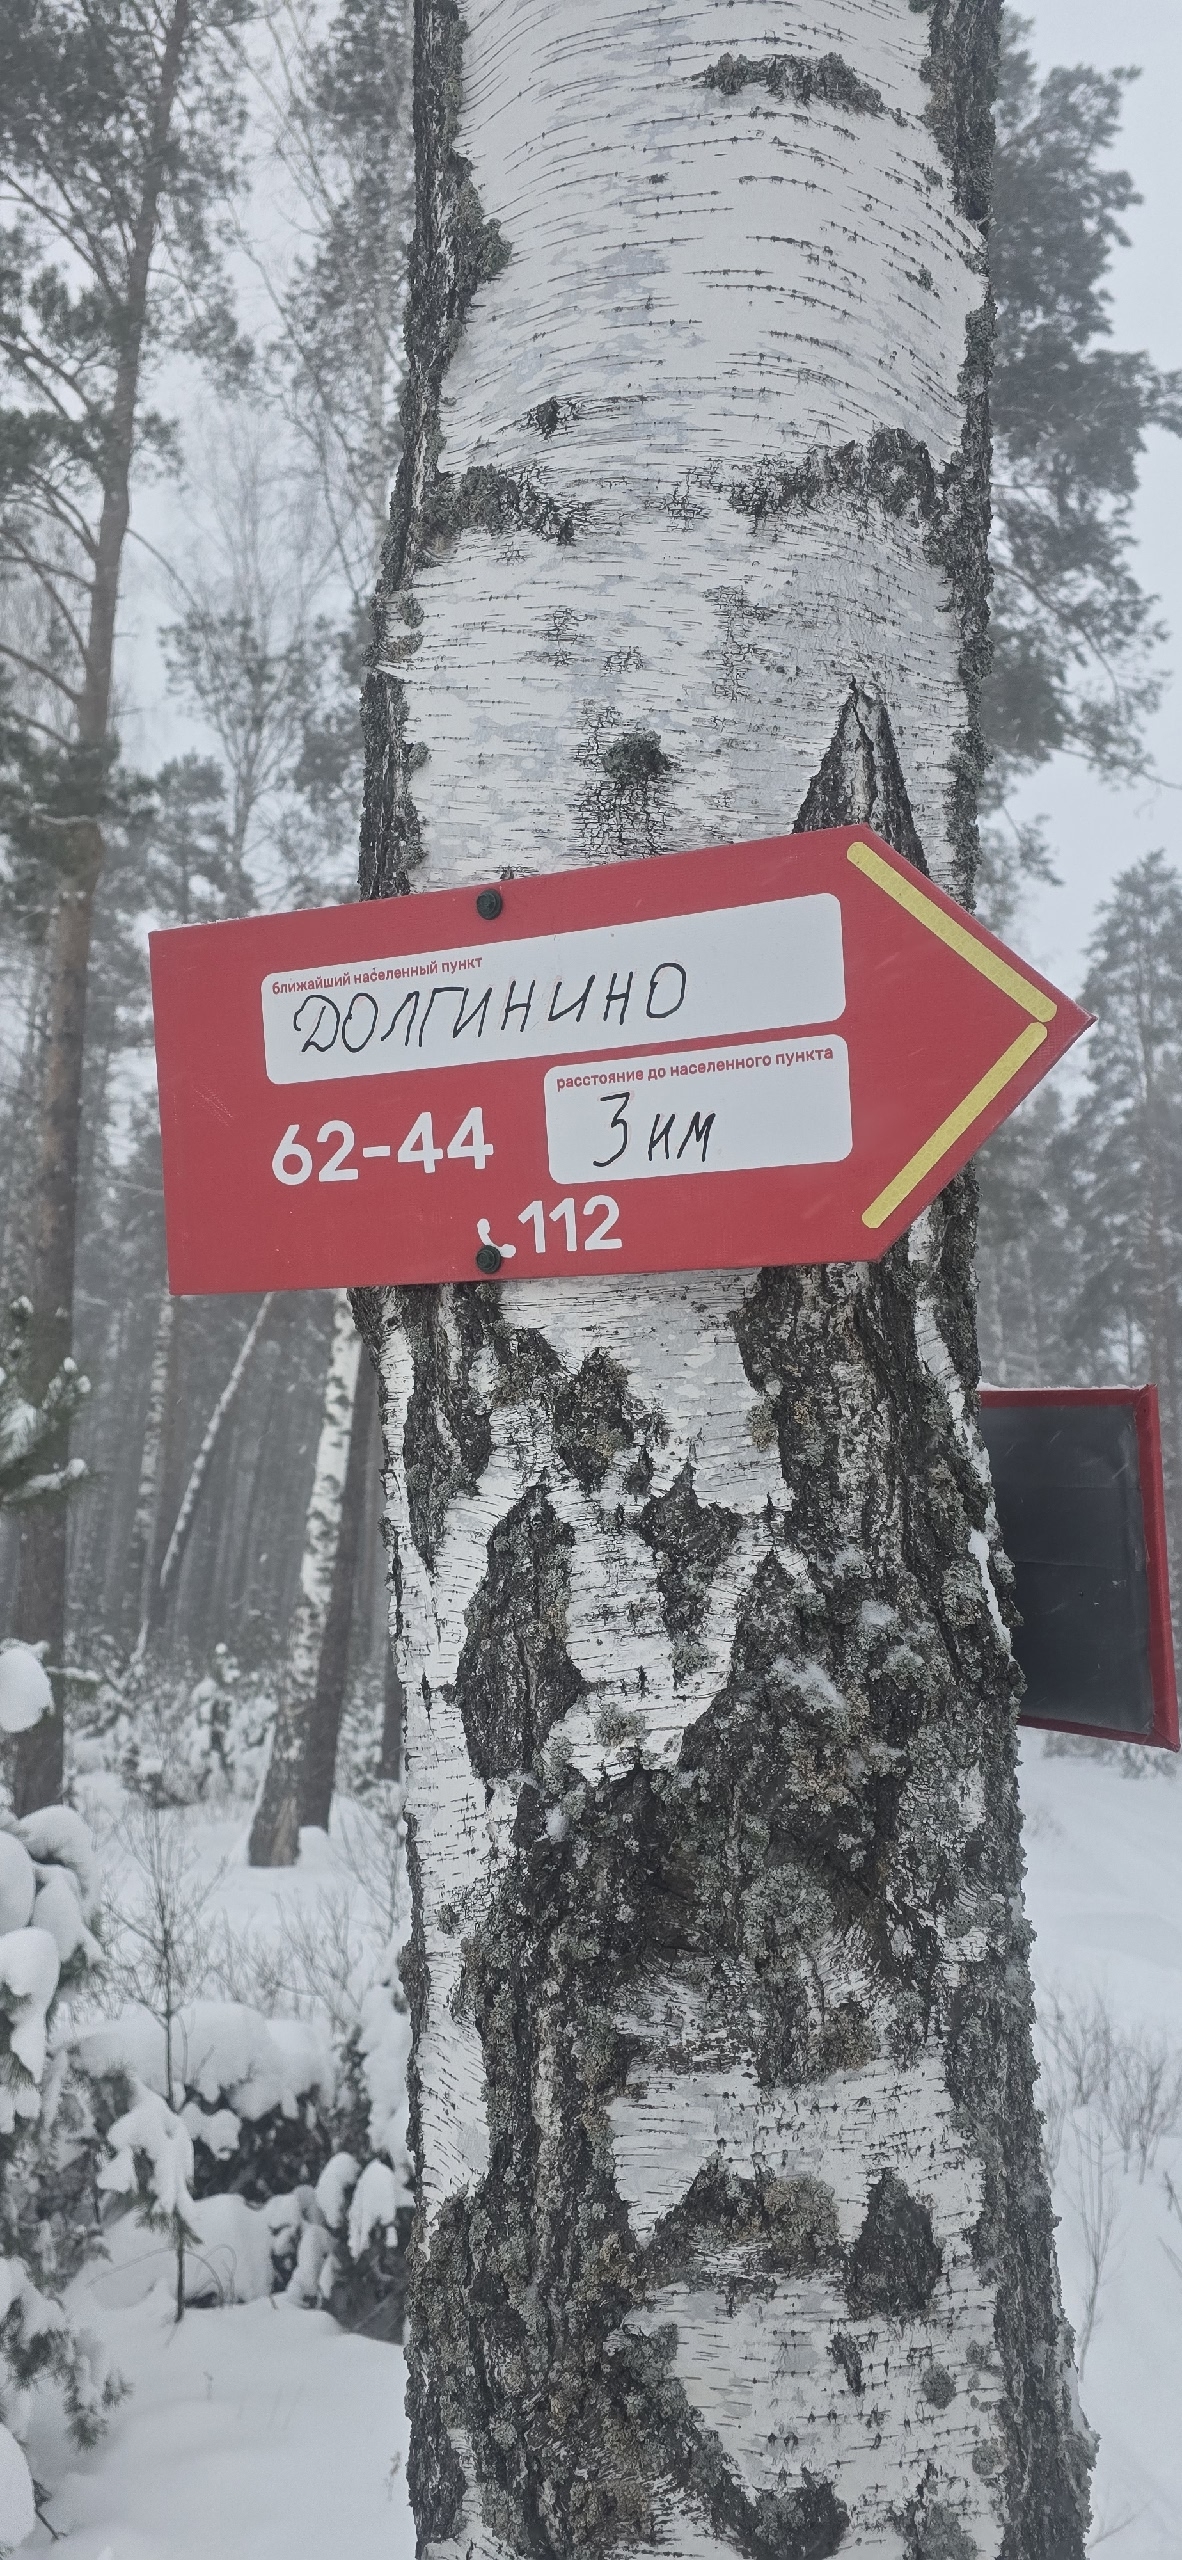 ближайший населенный пункт
ДОЛГИНИНО
расстояние до населенного пункта
3 км
62-44
112